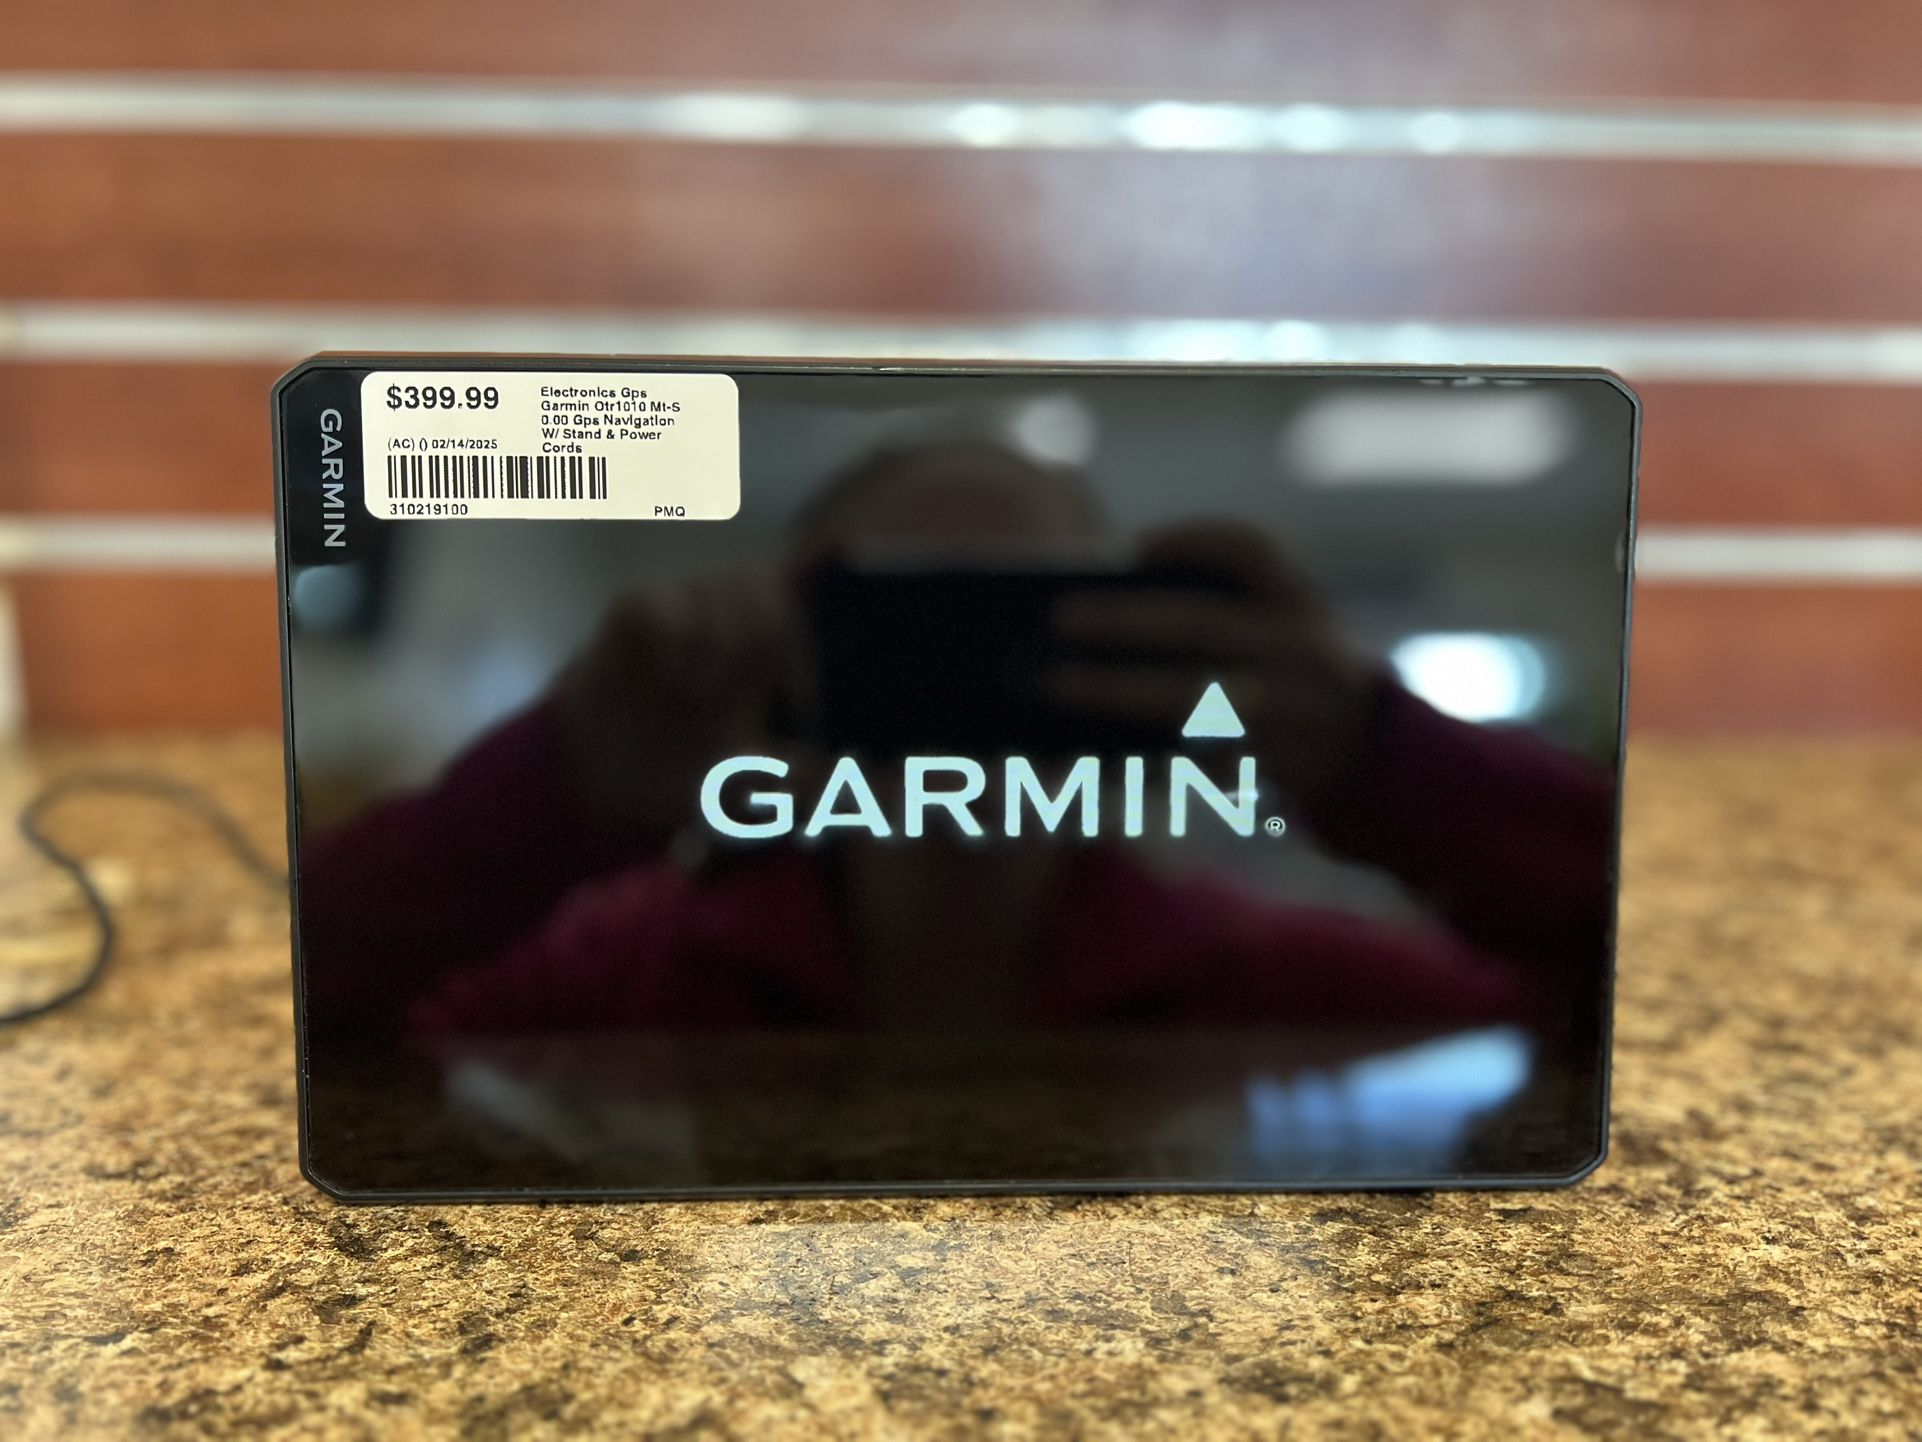 $399.99
Electronics Gps
Garmin Otr1010 Mt-S
0.00 Gps Navigation
W/ Stand & Power
Cords
(AC) () 02/14/2025
310219100
PMQ
GARMIN
GARMIN®